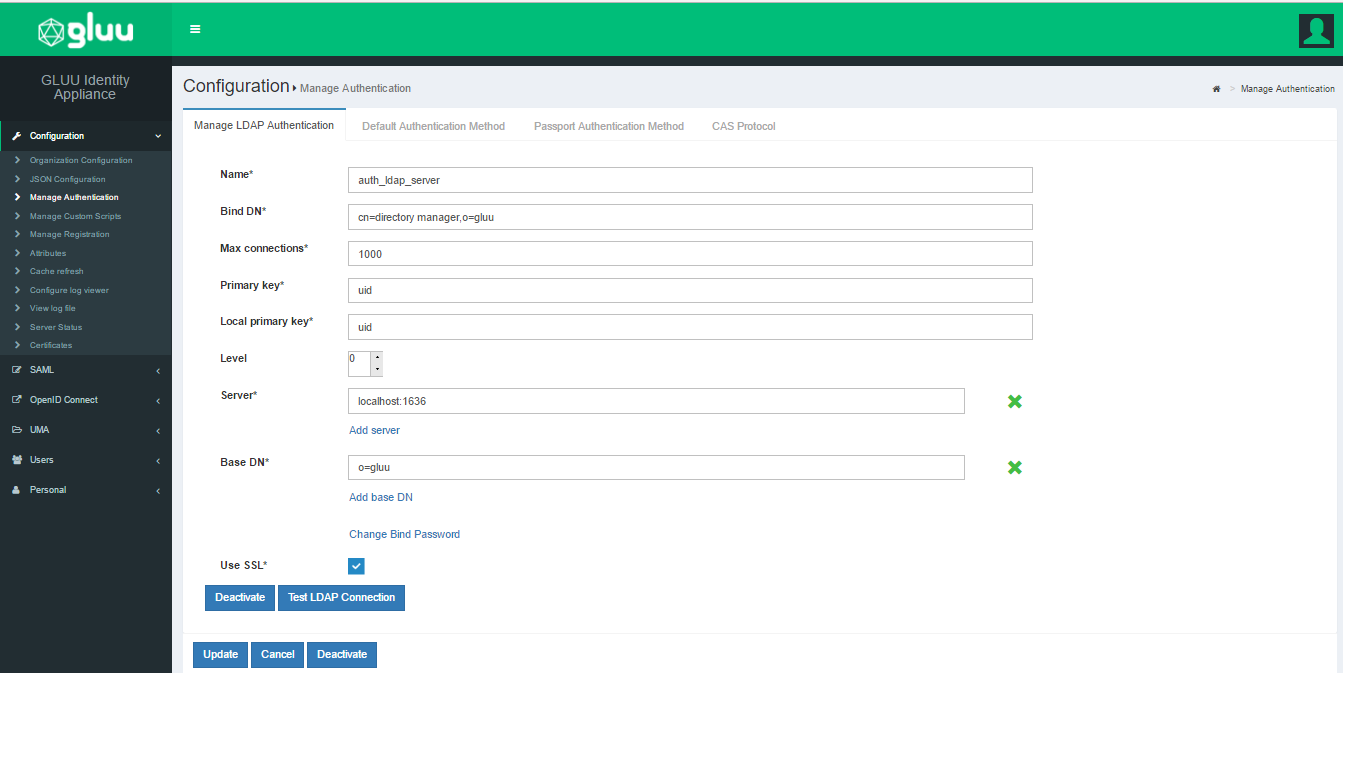 gluu
GLUU Identity
Appliance
Configuration
Organization Configuration
JSON Configuration
Manage Authentication
Manage Custom Scripts
Manage Registration
Attributes
Cache refresh
Configure log viewer
View log file
Server Status
Certificates
SAML
OpenID Connect
UMA
Users
Personal
Configuration Manage Authentication
> Manage Authentication
Manage LDAP Authentication Default Authentication Method Passport Authentication Method CAS Protocol
Name* auth_ldap_server
Bind DN* cn=directory manager,o=gluu
Max connections* 1000
Primary key* uid
Local primary key* uid
Level 0
Server* localhost:1636
Add server
Base DN* o=gluu
Add base DN
Change Bind Password
Use SSL*
Deactivate Test LDAP Connection
Update Cancel Deactivate